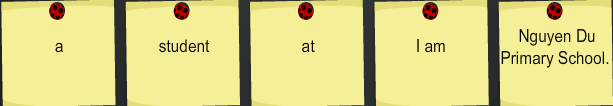 a
student
at
I am
Nguyen Du
Primary School.